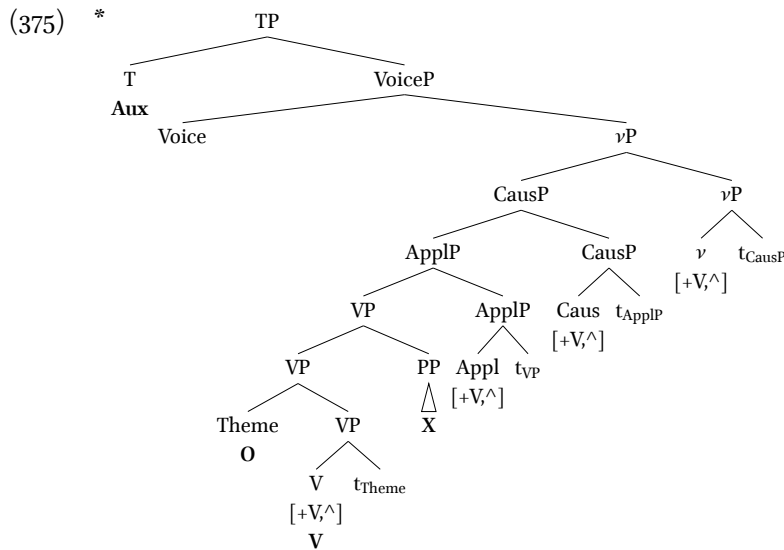 (375) * TP
T VoiceP
Aux
Voice νP
CausP νP
ApplP CausP ν t_CausP
[+V,^]
VP ApplP Caus t_ApplP
[+V,^]
VP PP Appl t_VP
[+V,^]
Theme VP X
O
V t_Theme
[+V,^]
V